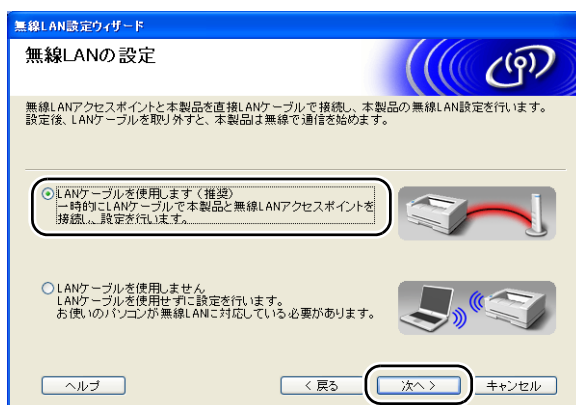 無線LAN設定ウィザード
無線LANの設定
無線LANアクセスポイントと本製品を直接LANケーブルで接続し、本製品の無線LAN設定を行います。
設定後、LANケーブルを取り外すと、本製品は無線で通信を始めます。
LANケーブルを使用します（推奨）
一時的にLANケーブルで本製品と無線LANアクセスポイントを
接続し、設定を行います。
LANケーブルを使用しません
LANケーブルを使用せずに設定を行います。
お使いのパソコンが無線LANに対応している必要があります。
ヘルプ
< 戻る
次へ >
キャンセル